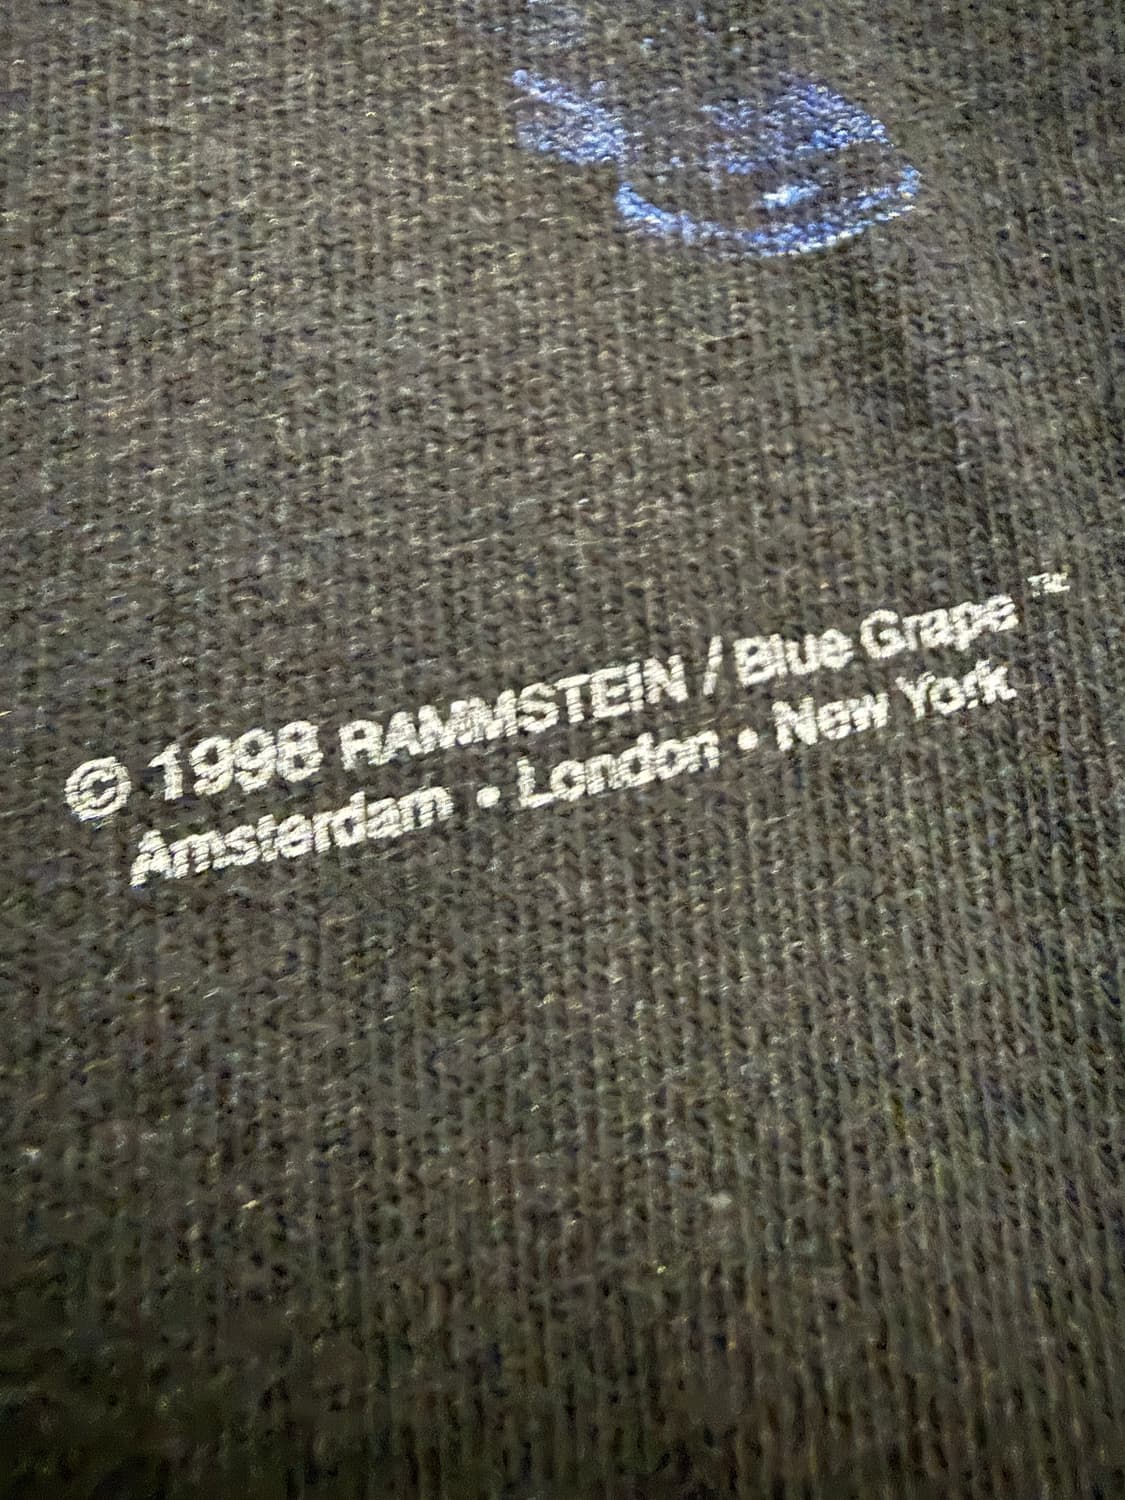 © 1998 RAMMSTEIN / Blue Grape ™
Amsterdam • London • New York